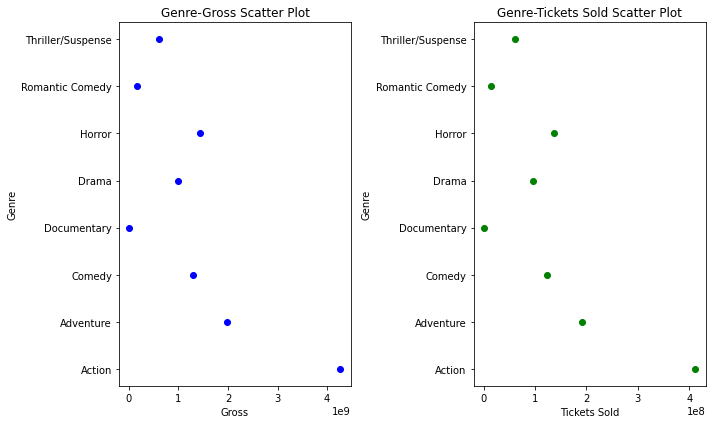 Genre-Gross Scatter Plot
Genre
Thriller/Suspense
Romantic Comedy
Horror
Drama
Documentary
Comedy
Adventure
Action
0 1 2 3 4
1e9
Gross
Genre-Tickets Sold Scatter Plot
Genre
Thriller/Suspense
Romantic Comedy
Horror
Drama
Documentary
Comedy
Adventure
Action
0 1 2 3 4
1e8
Tickets Sold